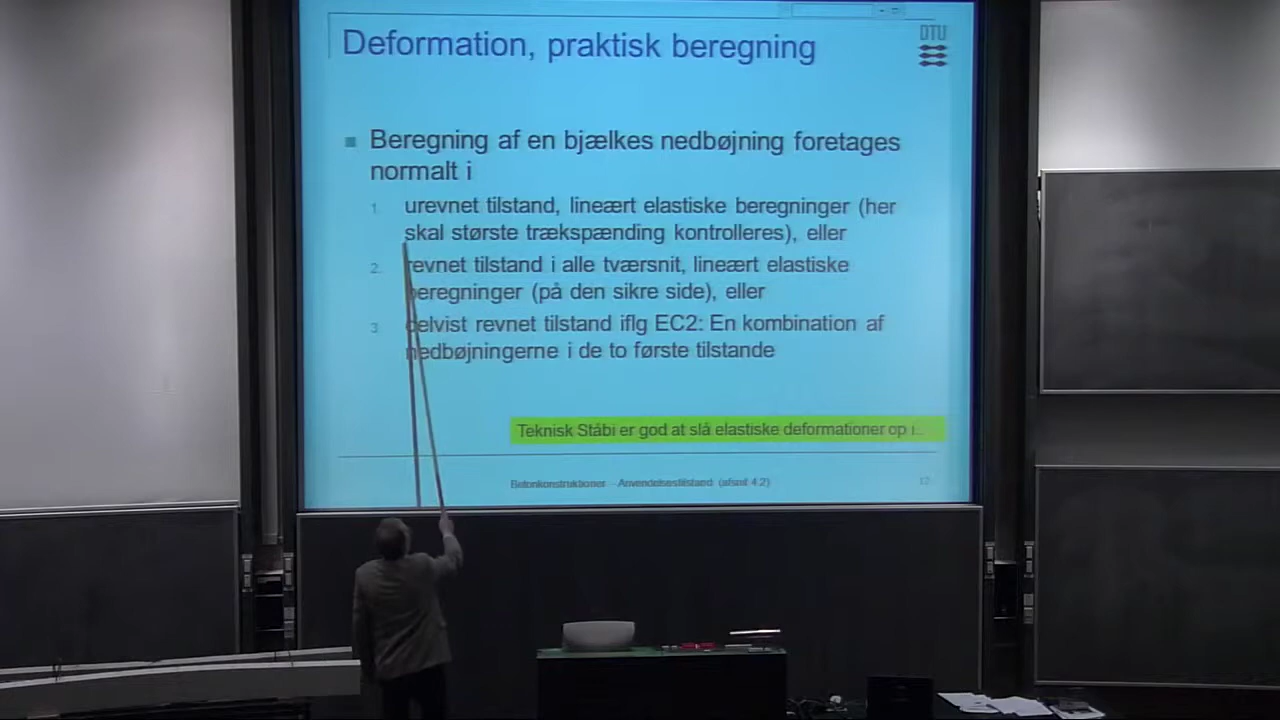 Deformation, praktisk beregning
DTU
Beregning af en bjælkes nedbøjning foretages
normalt i
1. urevnet tilstand, lineært elastiske beregninger (her
skal største trækspænding kontrolleres), eller
2. revnet tilstand i alle tværsnit, lineært elastiske
beregninger (på den sikre side), eller
3. delvist revnet tilstand iflg EC2: En kombination af
nedbøjningerne i de to første tilstande
Teknisk Ståbi er god at slå elastiske deformationer op i...
Betonkonstruktioner - Anvendelsestilstand (afsnit 4.2)
12